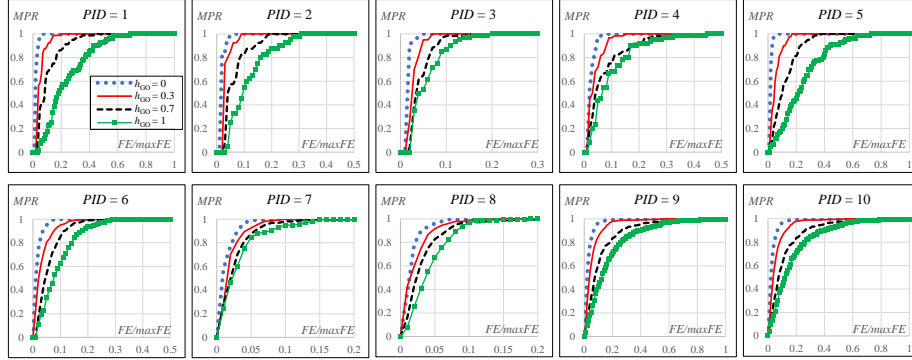 MPR PID = 1
1
0.8
0.6
0.4
0.2
0
0 0.2 0.4 0.6 0.8 1
FE/maxFE
hGO = 0
hGO = 0.3
hGO = 0.7
hGO = 1
MPR PID = 2
1
0.8
0.6
0.4
0.2
0
0 0.1 0.2 0.3 0.4 0.5
FE/maxFE
MPR PID = 3
1
0.8
0.6
0.4
0.2
0
0 0.1 0.2 0.3
FE/maxFE
MPR PID = 4
1
0.8
0.6
0.4
0.2
0
0 0.1 0.2 0.3 0.4 0.5
FE/maxFE
MPR PID = 5
1
0.8
0.6
0.4
0.2
0
0 0.2 0.4 0.6 0.8 1
FE/maxFE
MPR PID = 6
1
0.8
0.6
0.4
0.2
0
0 0.1 0.2 0.3 0.4 0.5
FE/maxFE
MPR PID = 7
1
0.8
0.6
0.4
0.2
0
0 0.05 0.1 0.15 0.2
FE/maxFE
MPR PID = 8
1
0.8
0.6
0.4
0.2
0
0 0.05 0.1 0.15 0.2
FE/maxFE
MPR PID = 9
1
0.8
0.6
0.4
0.2
0
0 0.2 0.4 0.6 0.8 1
FE/maxFE
MPR PID = 10
1
0.8
0.6
0.4
0.2
0
0 0.2 0.4 0.6 0.8 1
FE/maxFE